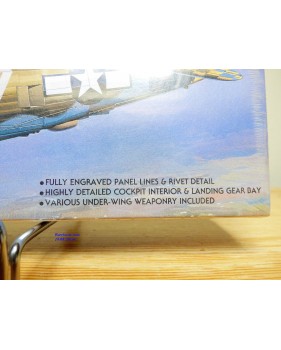 ● FULLY ENGRAVED PANEL LINES & RIVET DETAIL
● HIGHLY DETAILED COCKPIT INTERIOR & LANDING GEAR BAY
● VARIOUS UNDER-WING WEAPONRY INCLUDED